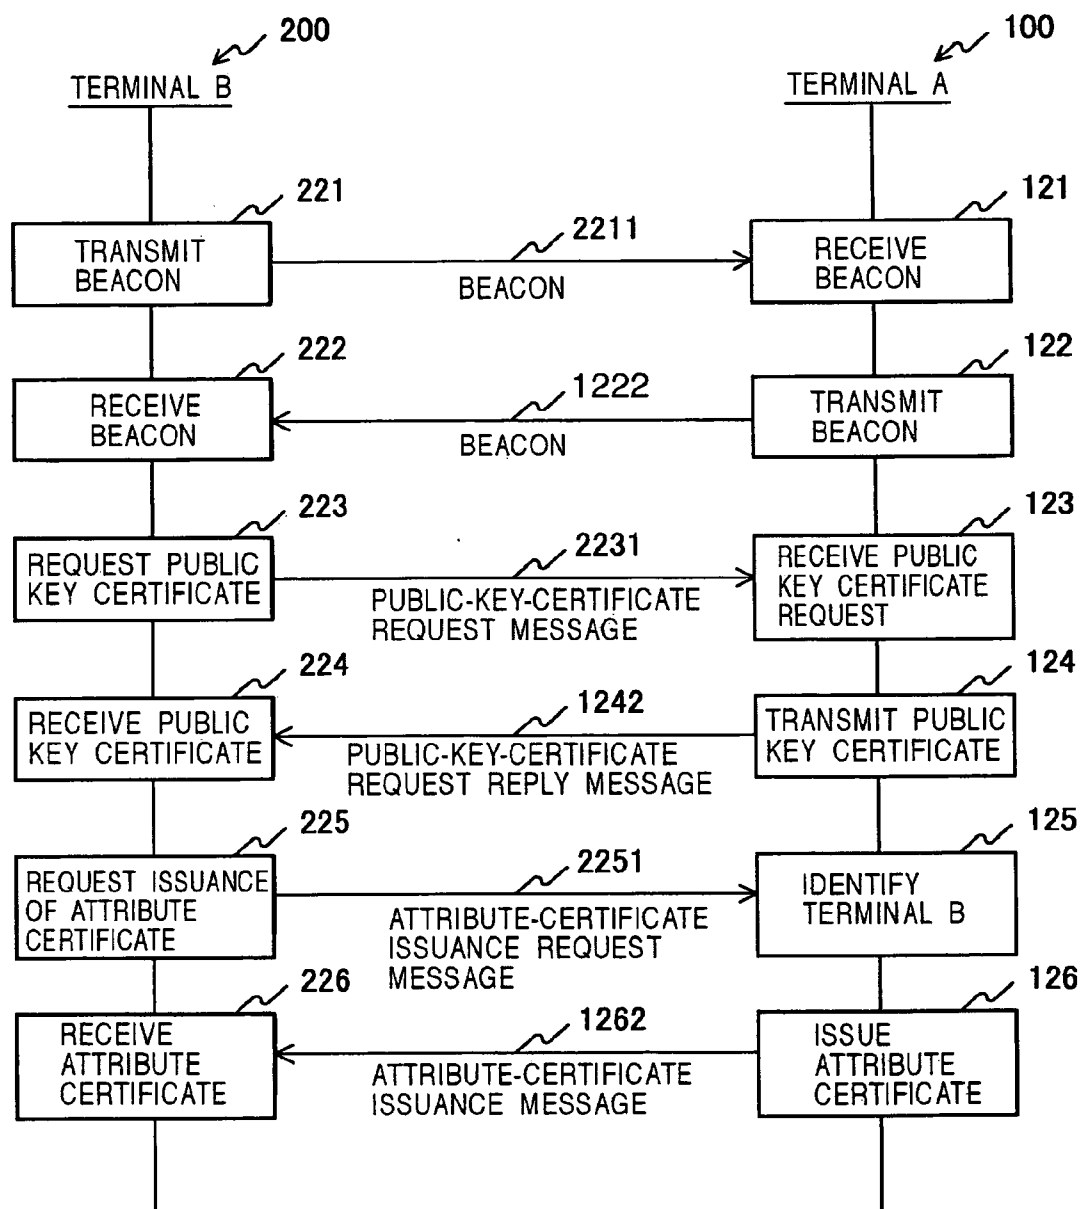 200
100
TERMINAL B
TERMINAL A
221
2211
121
TRANSMIT
BEACON
BEACON
RECEIVE
BEACON
222
1222
122
RECEIVE
BEACON
BEACON
TRANSMIT
BEACON
223
2231
123
REQUEST PUBLIC
KEY CERTIFICATE
PUBLIC-KEY-CERTIFICATE
REQUEST MESSAGE
RECEIVE PUBLIC
KEY CERTIFICATE
REQUEST
224
1242
124
RECEIVE PUBLIC
KEY CERTIFICATE
PUBLIC-KEY-CERTIFICATE
REQUEST REPLY MESSAGE
TRANSMIT PUBLIC
KEY CERTIFICATE
225
2251
125
REQUEST ISSUANCE
OF ATTRIBUTE
CERTIFICATE
ATTRIBUTE-CERTIFICATE
ISSUANCE REQUEST
MESSAGE
IDENTIFY
TERMINAL B
226
1262
126
RECEIVE
ATTRIBUTE
CERTIFICATE
ATTRIBUTE-CERTIFICATE
ISSUANCE MESSAGE
ISSUE
ATTRIBUTE
CERTIFICATE